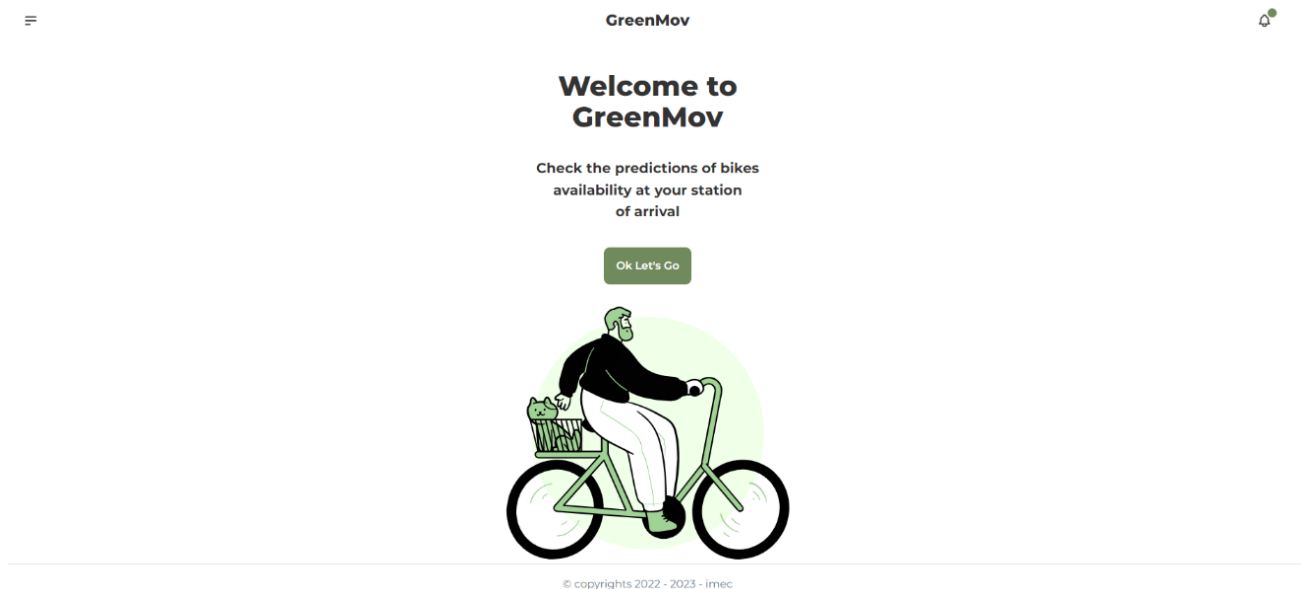 GreenMov
Welcome to
GreenMov
Check the predictions of bikes
availability at your station
of arrival
Ok Let's Go
© copyrights 2022 - 2023 - imec